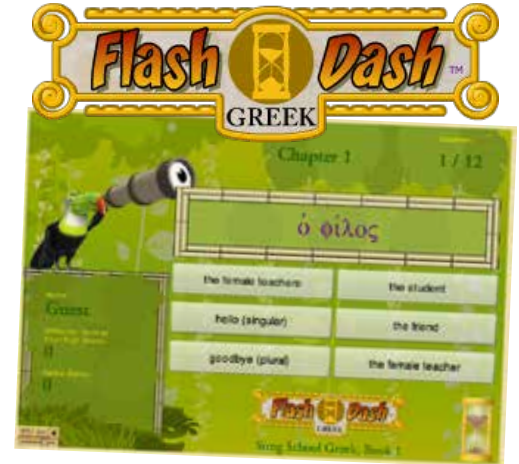 Flash Dash™
GREEK
Chapter 1
1 / 12
ὁ φίλος
the female teachers
the student
hello (singular)
the friend
goodbye (plural)
the female teacher
Guest
0
0
Flash Dash
GREEK
Song School Greek, Book 1